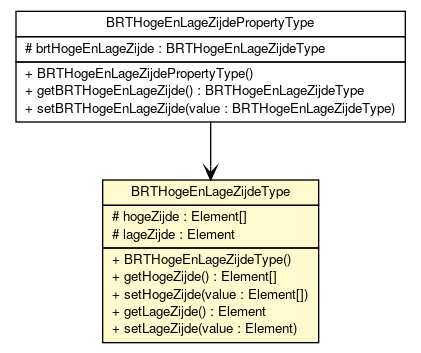 BRTHogeEnLageZijdePropertyType
# brtHogeEnLageZijde : BRTHogeEnLageZijdeType
+ BRTHogeEnLageZijdePropertyType()
+ getBRTHogeEnLageZijde() : BRTHogeEnLageZijdeType
+ setBRTHogeEnLageZijde(value : BRTHogeEnLageZijdeType)
BRTHogeEnLageZijdeType
# hogeZijde : Element[]
# lageZijde : Element
+ BRTHogeEnLageZijdeType()
+ getHogeZijde() : Element[]
+ setHogeZijde(value : Element[])
+ getLageZijde() : Element
+ setLageZijde(value : Element)